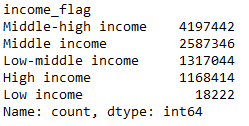 income_flag
Middle-high income    4197442
Middle income         2587346
Low-middle income     1317044
High income           1168414
Low income              18222
Name: count, dtype: int64